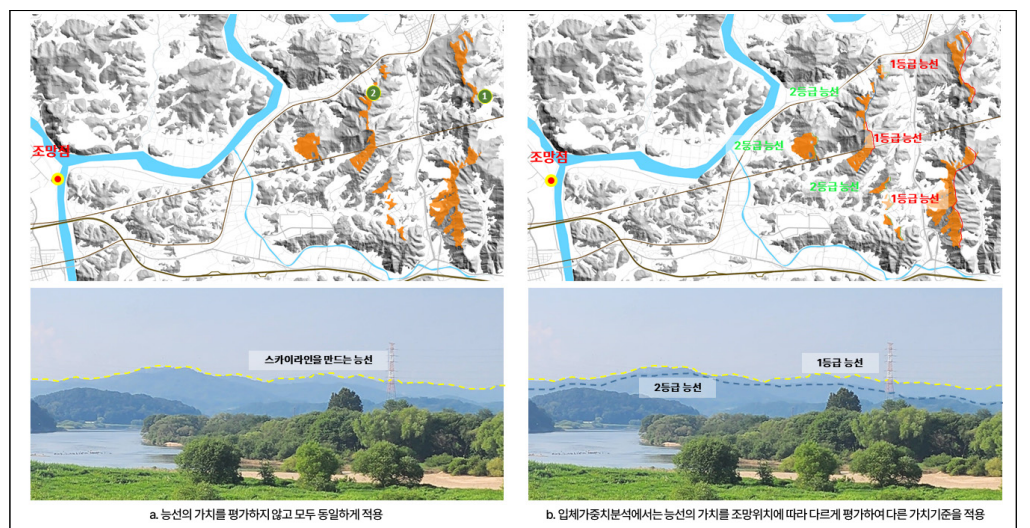 조망점
2
1
스카이라인을 만드는 능선
a. 능선의 가치를 평가하지 않고 모두 동일하게 적용
조망점
1등급 능선
2등급 능선
1등급 능선
2등급 능선
2등급 능선
1등급 능선
1등급 능선
2등급 능선
b. 입체가중치분석에서는 능선의 가치를 조망위치에 따라 다르게 평가하여 다른 가치기준을 적용